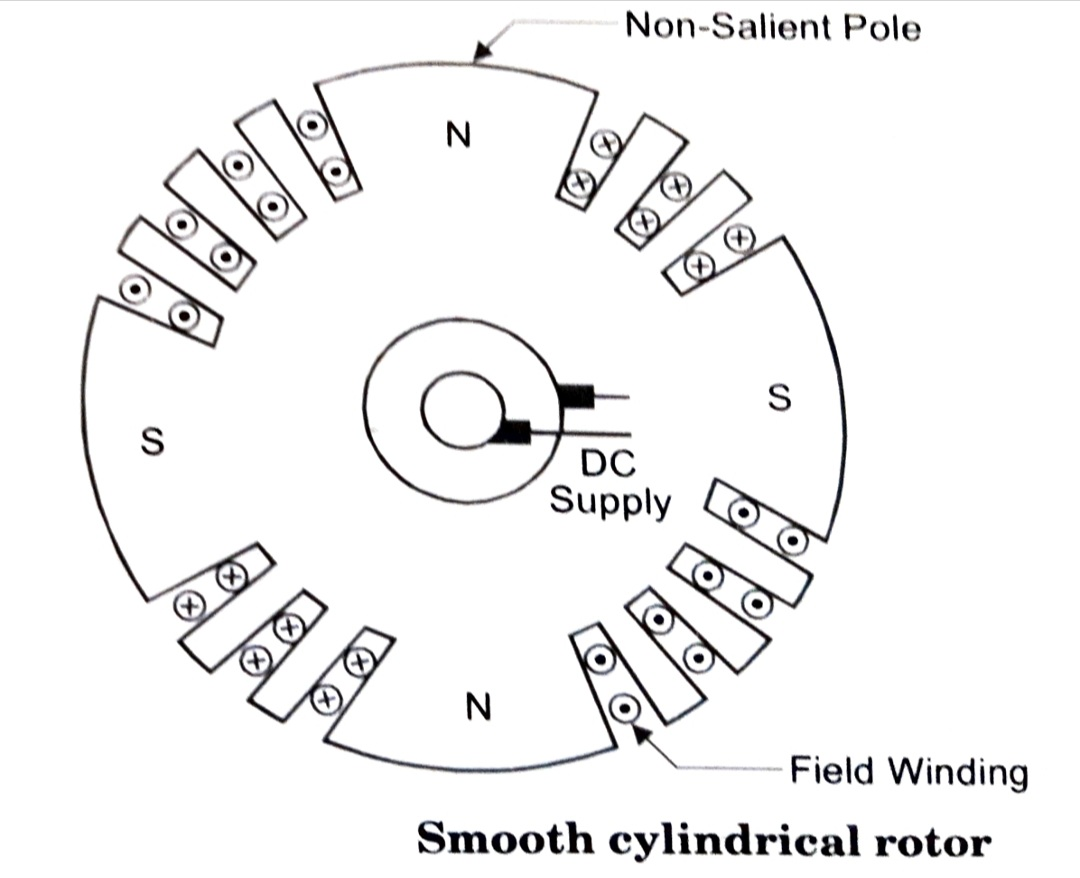 Non-Salient Pole
N
S
S
DC
Supply
N
Field Winding
Smooth cylindrical rotor